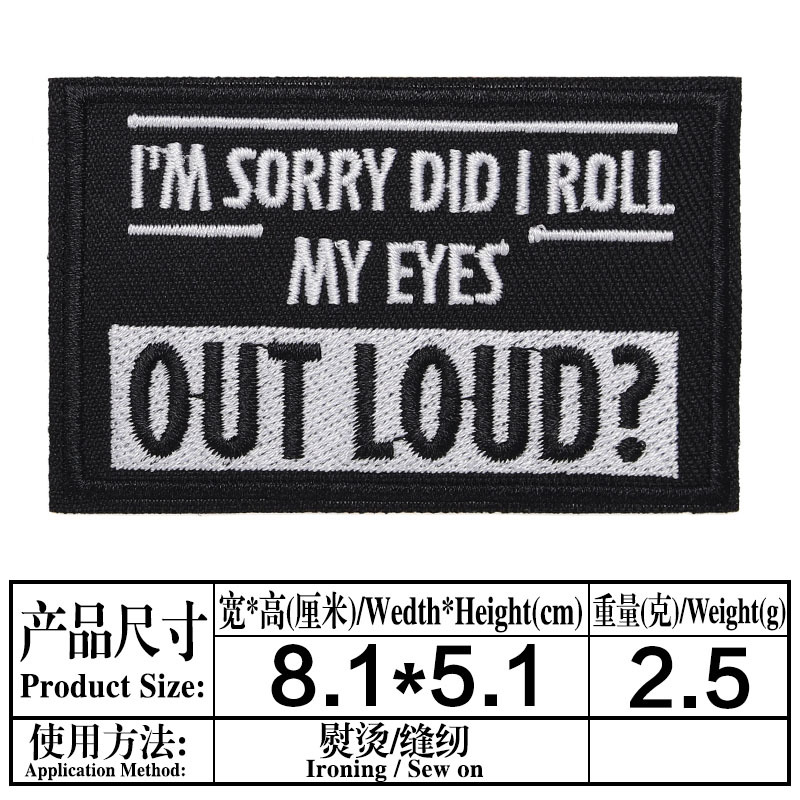 I'M SORRY DID I ROLL
MY EYES
OUT LOUD?
产品尺寸
Product Size:
宽*高(厘米)/Wedth*Height(cm)
重量(克)/Weight(g)
8.1*5.1
2.5
使用方法:
Application Method:
熨烫/缝纫
Ironing / Sew on